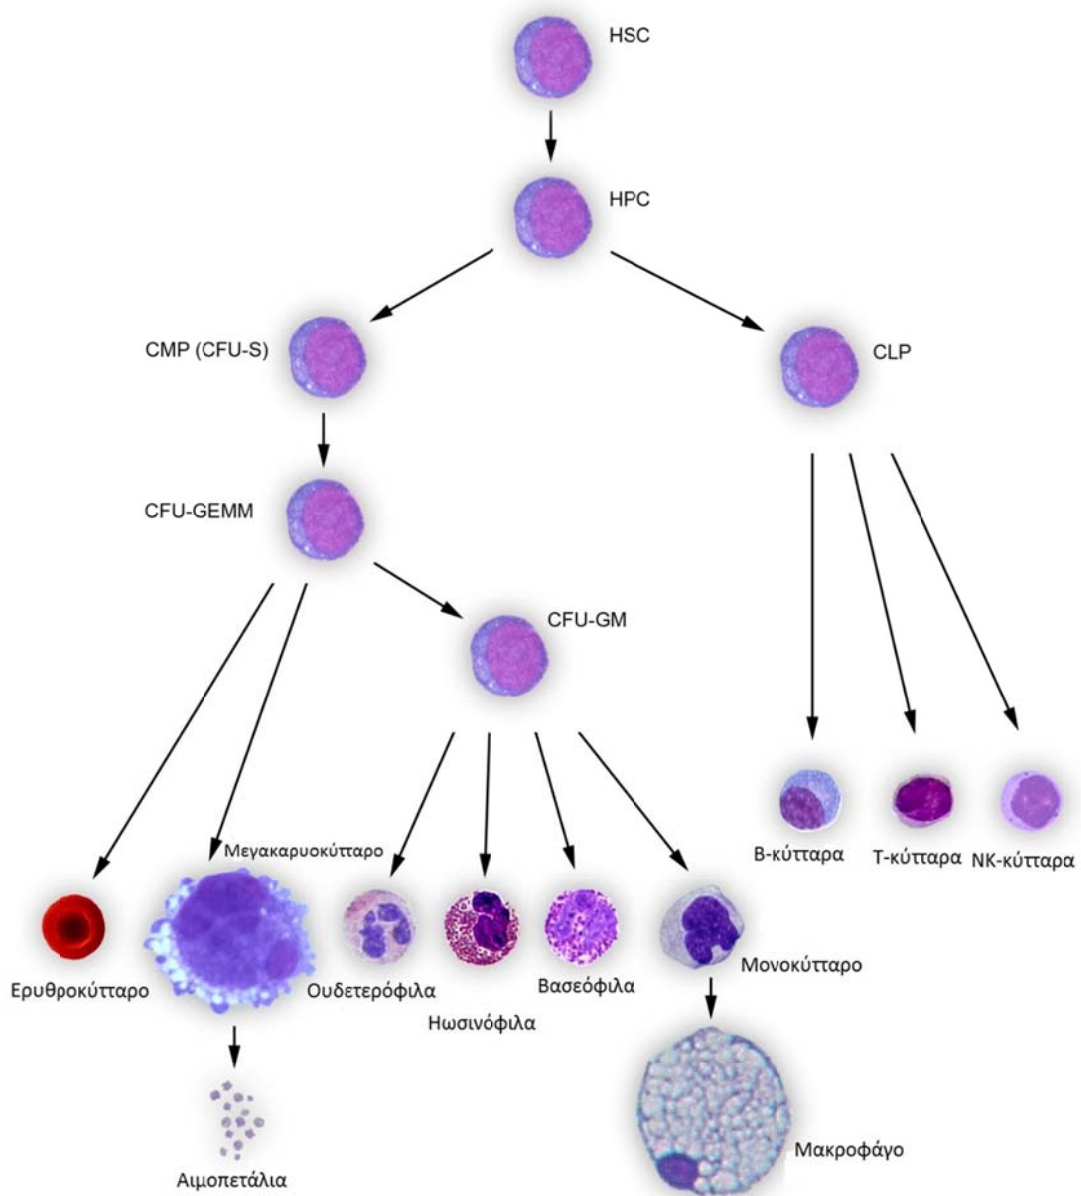 HSC
HPC
CMP (CFU-S)
CLP
CFU-GEMM
CFU-GM
Μεγακαρυοκύτταρο
Β-κύτταρα
Τ-κύτταρα
ΝΚ-κύτταρα
Ερυθροκύτταρο
Ουδετερόφιλα
Ηωσινόφιλα
Βασεόφιλα
Μονοκύτταρο
Αιμοπετάλια
Μακροφάγο